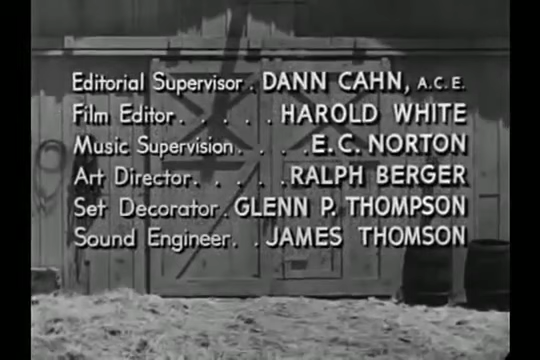 Editorial Supervisor . DANN CAHN, A.C.E.
Film Editor . . . . . HAROLD WHITE
Music Supervision . . . . E.C. NORTON
Art Director . . . . . RALPH BERGER
Set Decorator . GLENN P. THOMPSON
Sound Engineer . . JAMES THOMSON